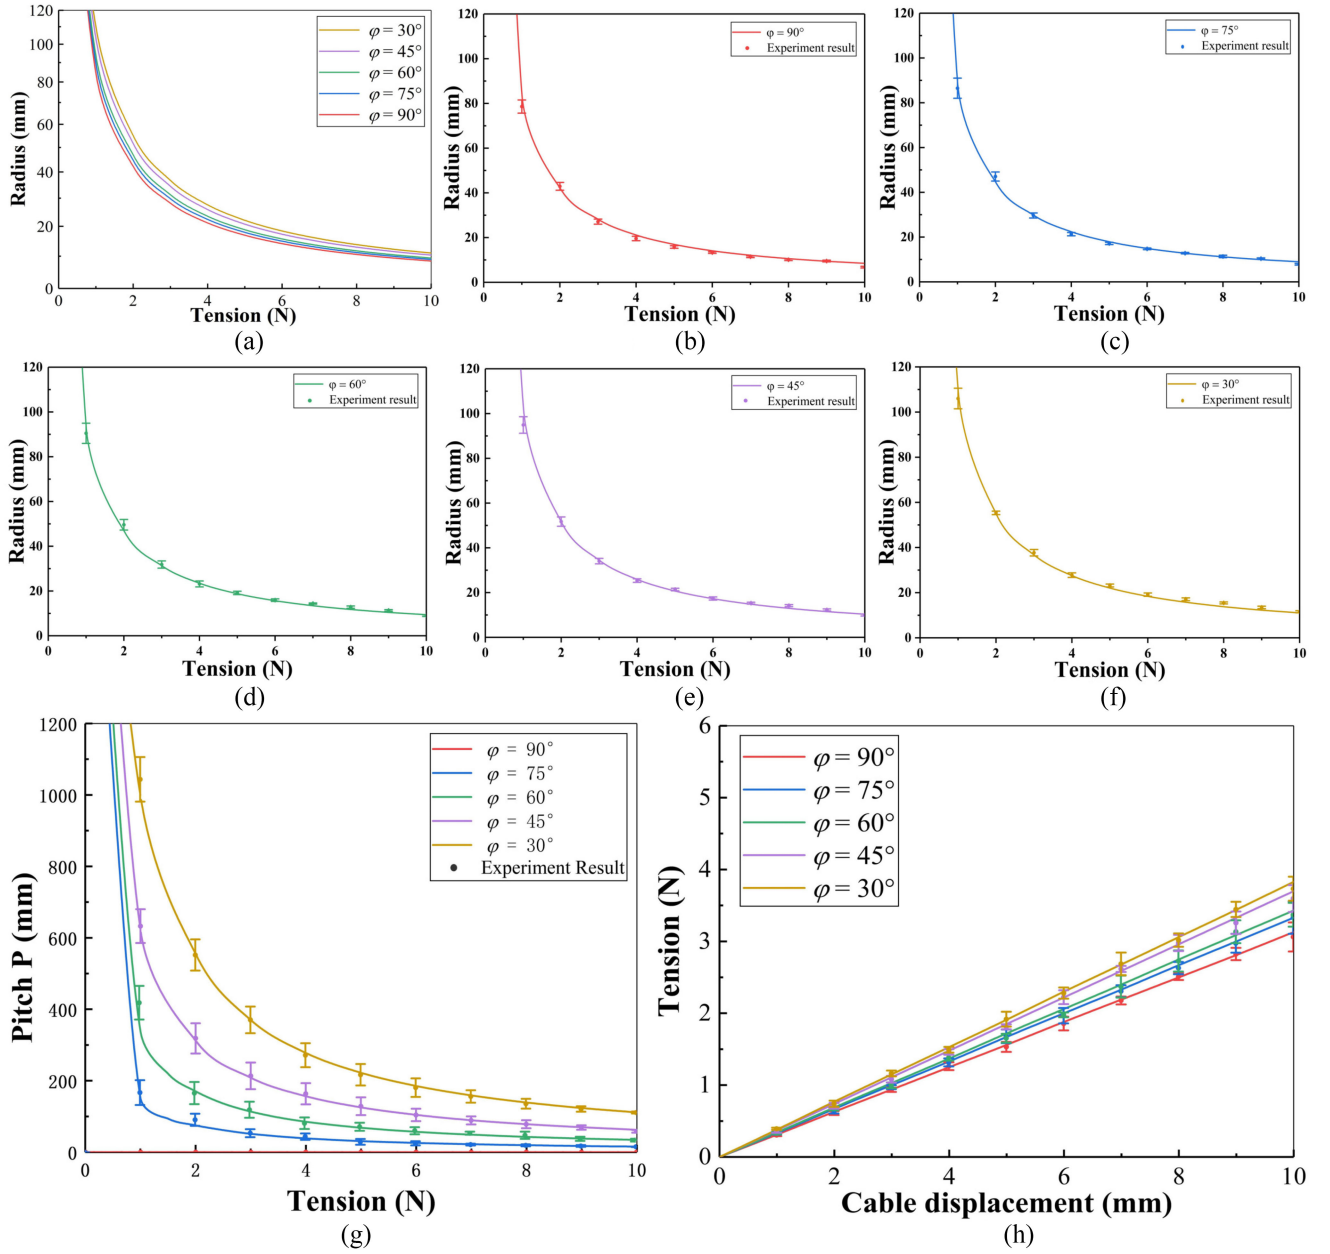 120
100
80
60
40
20
0
0 2 4 6 8 10
Radius (mm)
Tension (N)
φ = 30°
φ = 45°
φ = 60°
φ = 75°
φ = 90°
(a)
120
100
80
60
40
20
0
0 2 4 6 8 10
Radius (mm)
Tension (N)
φ = 90°
Experiment result
(b)
120
100
80
60
40
20
0
0 2 4 6 8 10
Radius (mm)
Tension (N)
φ = 75°
Experiment result
(c)
120
100
80
60
40
20
0
0 2 4 6 8 10
Radius (mm)
Tension (N)
φ = 60°
Experiment result
(d)
120
100
80
60
40
20
0
0 2 4 6 8 10
Radius (mm)
Tension (N)
φ = 45°
Experiment result
(e)
120
100
80
60
40
20
0
0 2 4 6 8 10
Radius (mm)
Tension (N)
φ = 30°
Experiment result
(f)
1200
1000
800
600
400
200
0
0 2 4 6 8 10
Pitch P (mm)
Tension (N)
φ = 90°
φ = 75°
φ = 60°
φ = 45°
φ = 30°
Experiment Result
(g)
6
5
4
3
2
1
0
0 2 4 6 8 10
Tension (N)
Cable displacement (mm)
φ = 90°
φ = 75°
φ = 60°
φ = 45°
φ = 30°
(h)